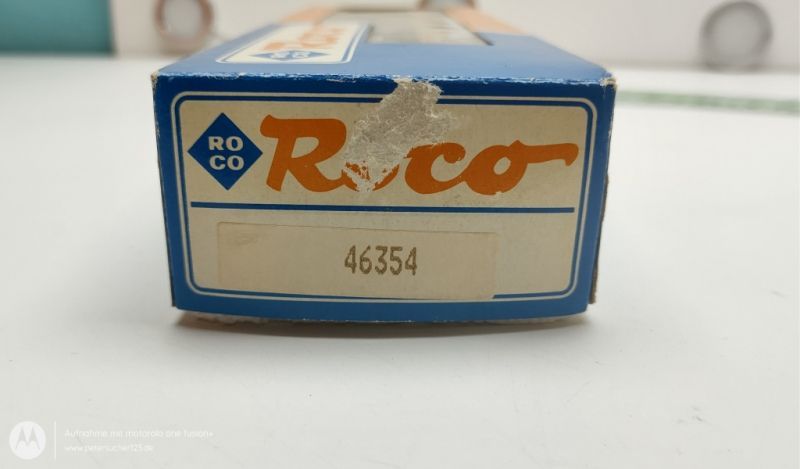 RO
CO
Roco
46354
Aufnahme mit motorola one fusion+
www.petersucher125.de